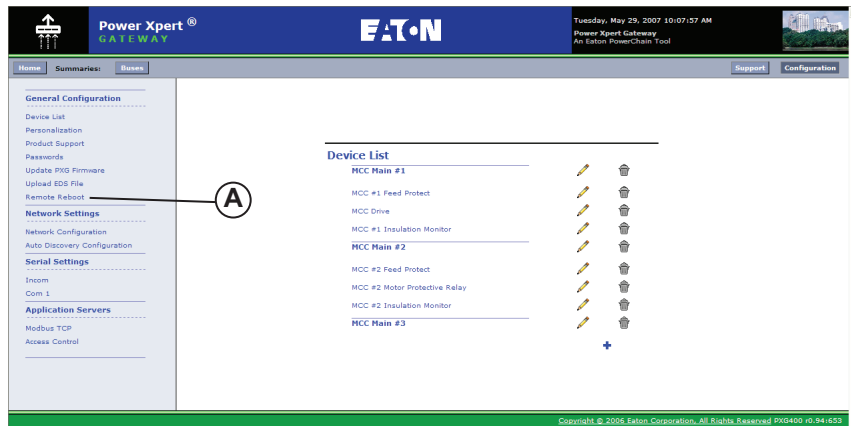 Power Xpert ®
GATEWAY
EATON
Tuesday, May 29, 2007 10:07:57 AM
Power Xpert Gateway
An Eaton PowerChain Tool
Home Summaries: Buses Support Configuration
General Configuration
Device List
Personalization
Product Support
Passwords
Update PXG Firmware
Upload EDS File
Remote Reboot
A
Network Settings
Network Configuration
Auto Discovery Configuration
Serial Settings
Incom
Com 1
Application Servers
Modbus TCP
Access Control
Device List
MCC Main #1
MCC #1 Feed Protect
MCC Drive
MCC #1 Insulation Monitor
MCC Main #2
MCC #2 Feed Protect
MCC #2 Motor Protective Relay
MCC #2 Insulation Monitor
MCC Main #3
Copyright © 2006 Eaton Corporation, All Rights Reserved PXG400 r0.94:653